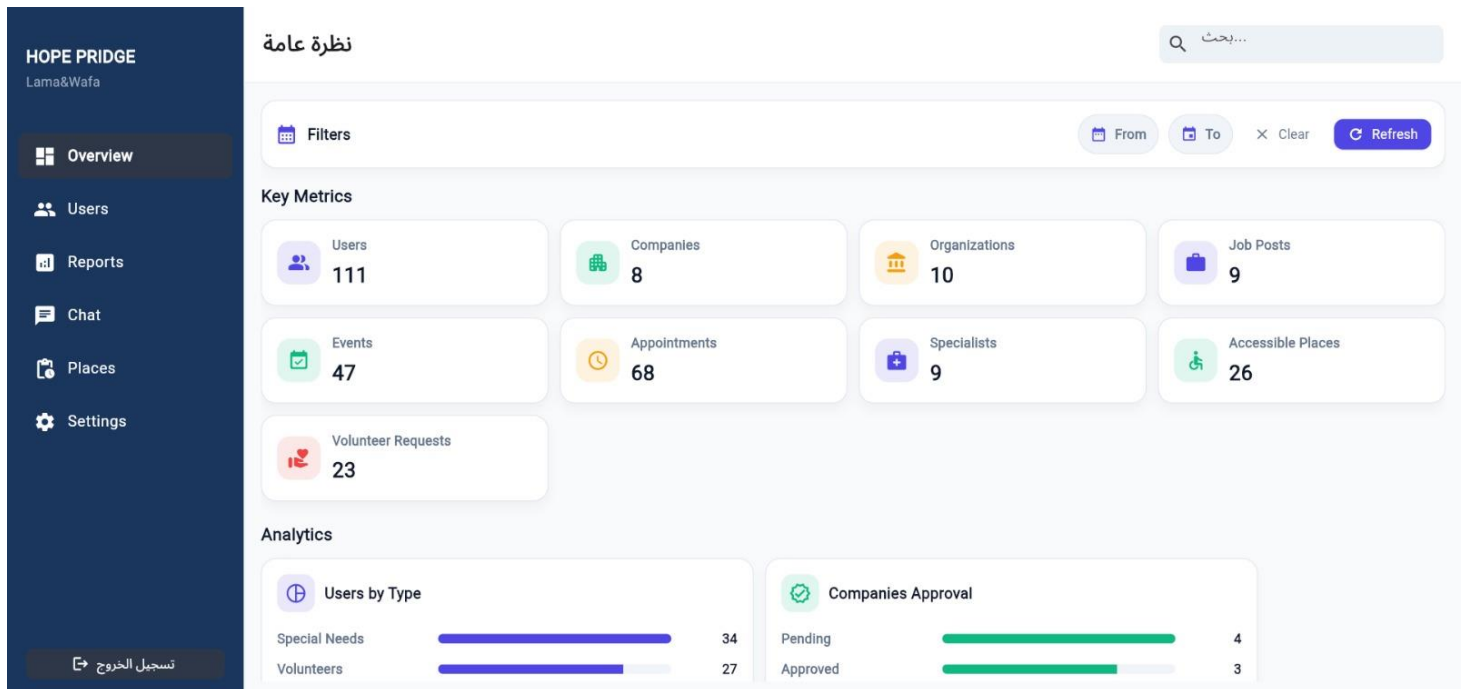 HOPE PRIDGE
Lama&Wafa
Overview
Users
Reports
Chat
Places
Settings
تسجيل الخروج
نظرة عامة
بحث...
Filters
From
To
Clear
Refresh
Key Metrics
Users
111
Companies
8
Organizations
10
Job Posts
9
Events
47
Appointments
68
Specialists
9
Accessible Places
26
Volunteer Requests
23
Analytics
Users by Type
Special Needs 34
Volunteers 27
Companies Approval
Pending 4
Approved 3